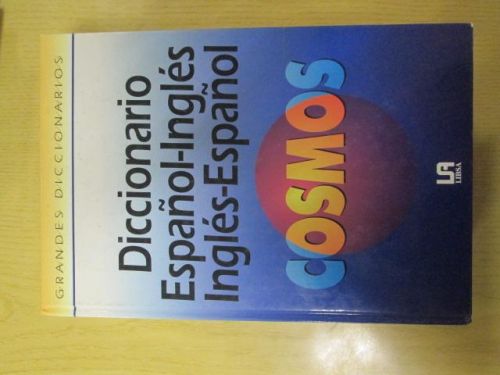 GRANDES DICCIONARIOS
Diccionario
Español-Inglés
Inglés-Español
COSMOS
LIBSA